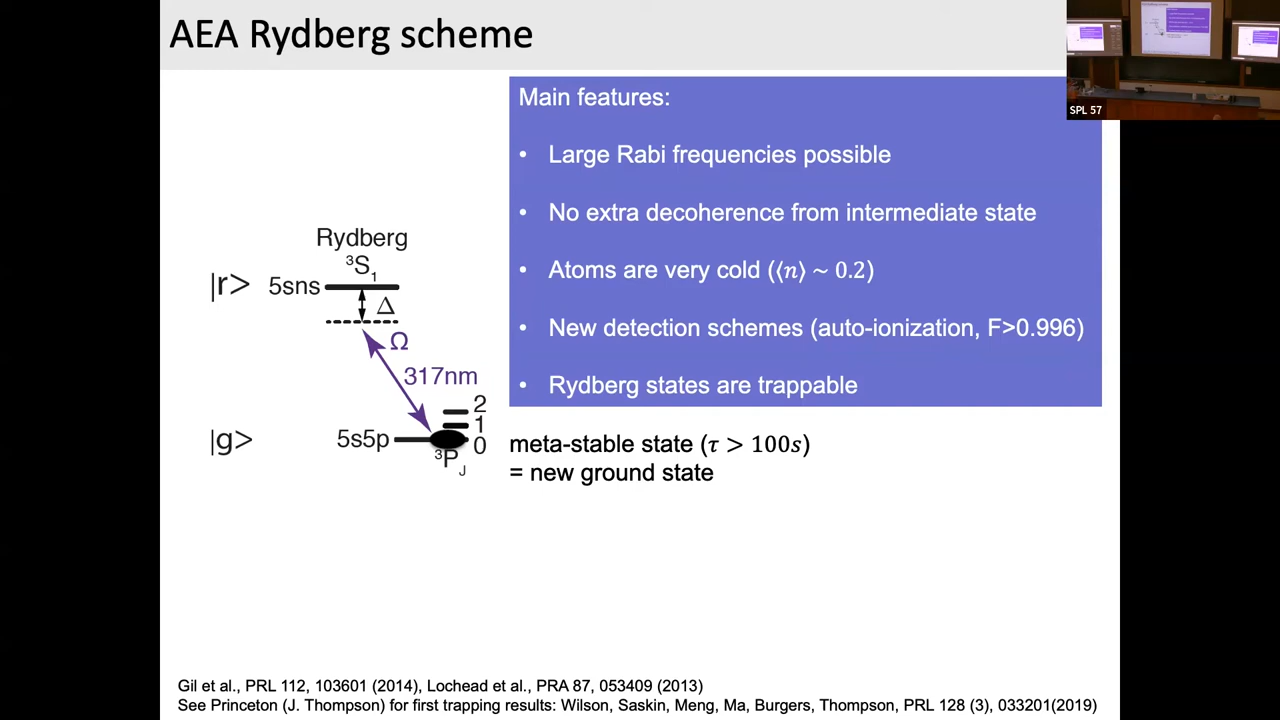 AEA Rydberg scheme
SPL 57
Main features:
• Large Rabi frequencies possible
• No extra decoherence from intermediate state
• Atoms are very cold (⟨n⟩ ~ 0.2)
• New detection schemes (auto-ionization, F>0.996)
• Rydberg states are trappable
Rydberg
³S₁
|r> 5sns
Δ
Ω
317nm
2
1
|g> 5s5p 0
³P_J
meta-stable state (τ > 100s)
= new ground state
Gil et al., PRL 112, 103601 (2014), Lochead et al., PRA 87, 053409 (2013)
See Princeton (J. Thompson) for first trapping results: Wilson, Saskin, Meng, Ma, Burgers, Thompson, PRL 128 (3), 033201(2019)